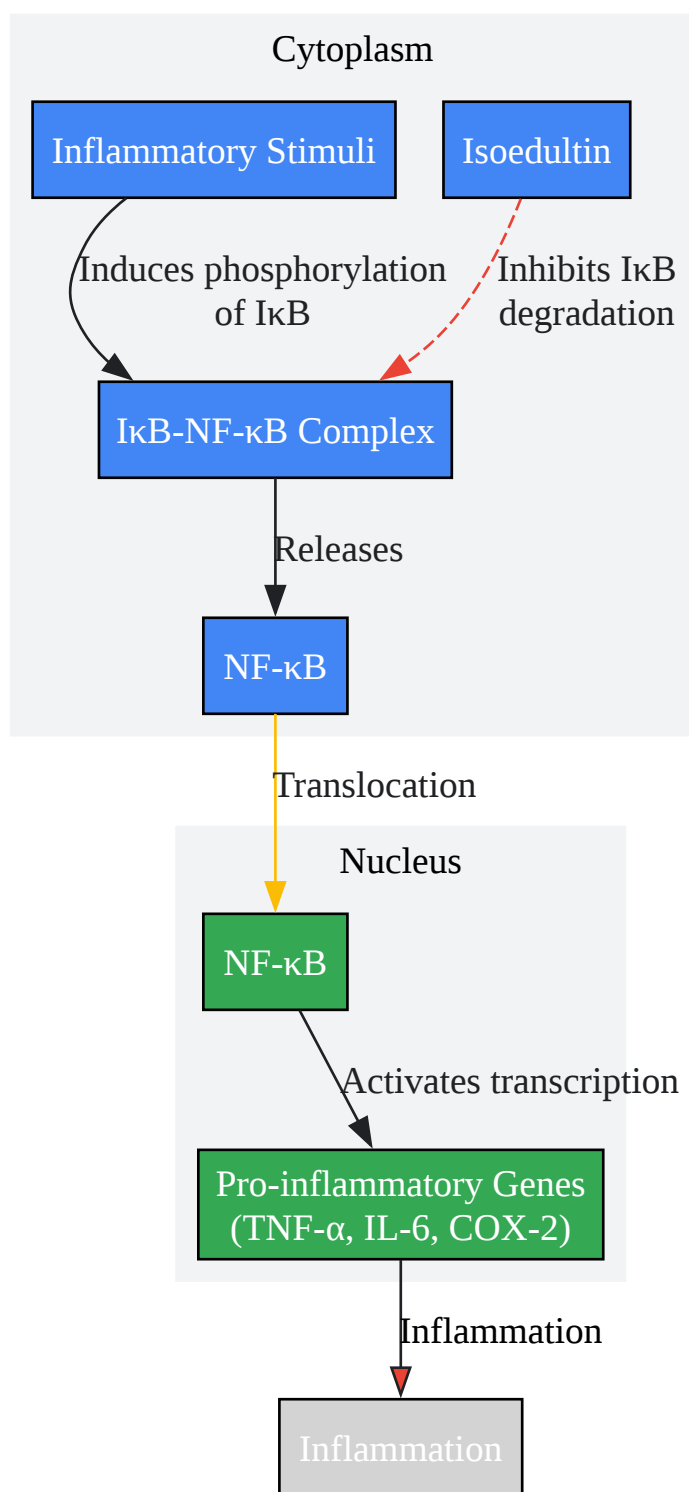 Cytoplasm
Inflammatory Stimuli
Isoedultin
Induces phosphorylation
of IκB
Inhibits IκB
degradation
IκB-NF-κB Complex
Releases
NF-κB
Translocation
Nucleus
NF-κB
Activates transcription
Pro-inflammatory Genes
(TNF-α, IL-6, COX-2)
Inflammation
Inflammation